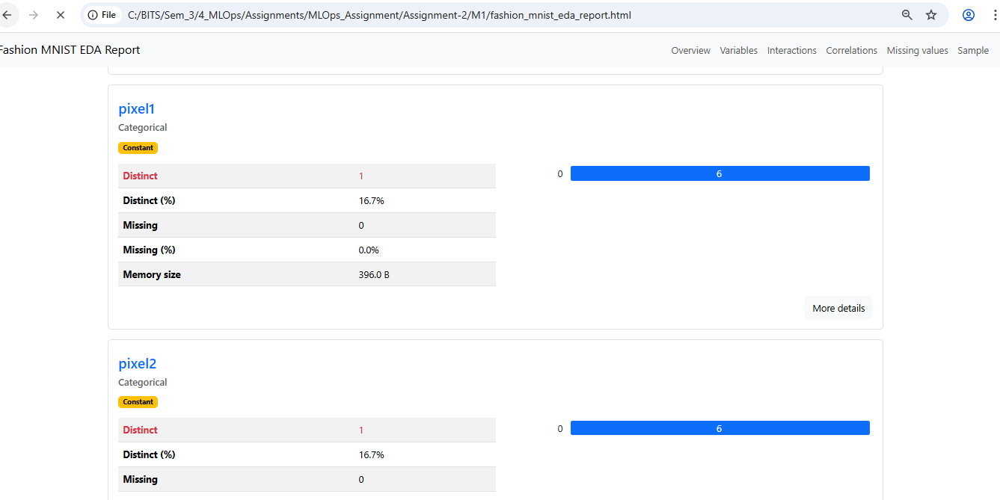 File C:/BITS/Sem_3/4_MLOps/Assignments/MLOps_Assignment/Assignment-2/M1/fashion_mnist_eda_report.html
Fashion MNIST EDA Report Overview Variables Interactions Correlations Missing values Sample
pixel1
Categorical
Constant
Distinct 1
Distinct (%) 16.7%
Missing 0
Missing (%) 0.0%
Memory size 396.0 B
0 6
More details
pixel2
Categorical
Constant
Distinct 1
Distinct (%) 16.7%
Missing 0
0 6